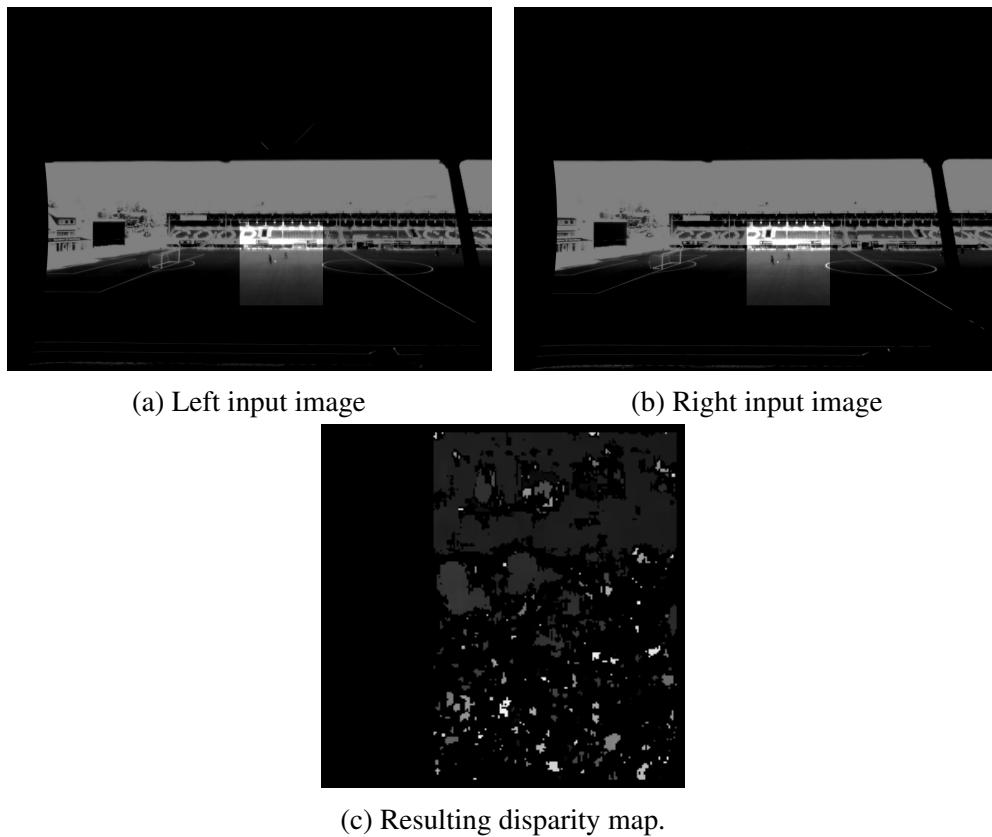 (a) Left input image
(b) Right input image
(c) Resulting disparity map.